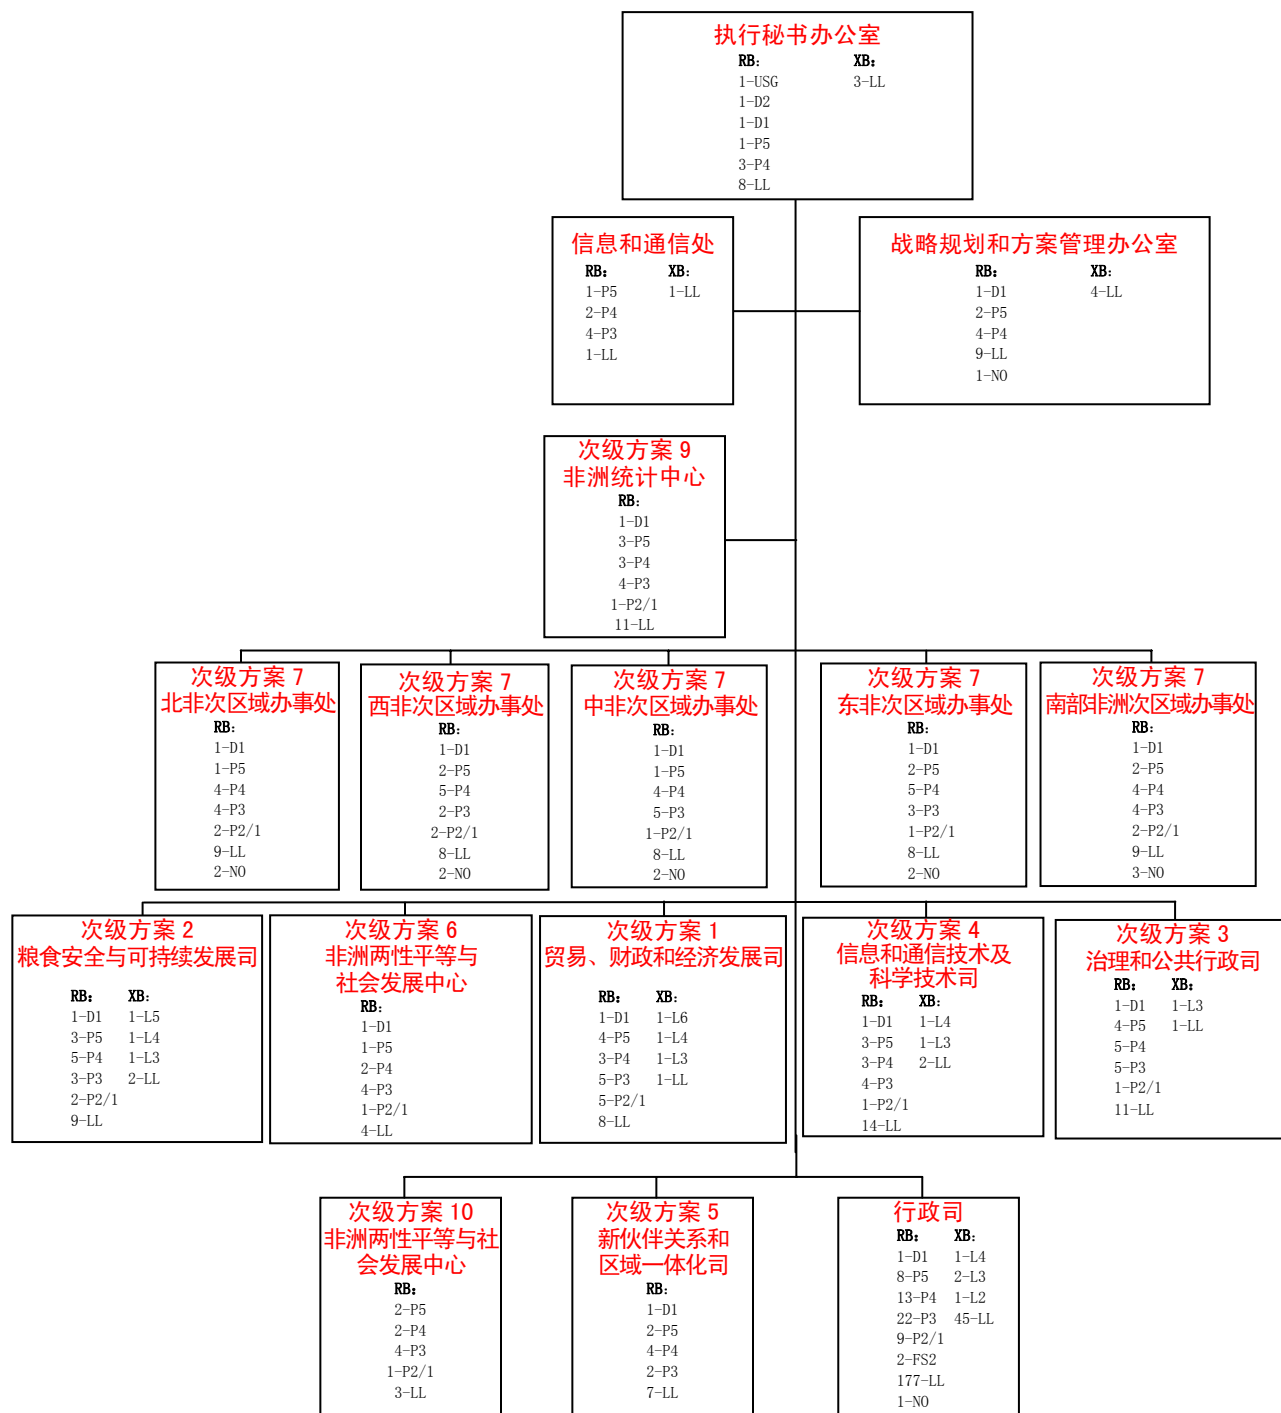 执行秘书办公室
RB: XB:
1-USG 3-LL
1-D2
1-D1
1-P5
3-P4
8-LL
信息和通信处
RB: XB:
1-P5 1-LL
2-P4
4-P3
1-LL
战略规划和方案管理办公室
RB: XB:
1-D1 4-LL
2-P5
4-P4
9-LL
1-NO
次级方案 9
非洲统计中心
RB:
1-D1
3-P5
3-P4
4-P3
1-P2/1
11-LL
次级方案 7
北非次区域办事处
RB:
1-D1
1-P5
4-P4
4-P3
2-P2/1
9-LL
2-NO
次级方案 7
西非次区域办事处
RB:
1-D1
2-P5
5-P4
2-P3
2-P2/1
8-LL
2-NO
次级方案 7
中非次区域办事处
RB:
1-D1
1-P5
4-P4
5-P3
1-P2/1
8-LL
2-NO
次级方案 7
东非次区域办事处
RB:
1-D1
2-P5
5-P4
3-P3
1-P2/1
8-LL
2-NO
次级方案 7
南部非洲次区域办事处
RB:
1-D1
2-P5
4-P4
4-P3
2-P2/1
9-LL
3-NO
次级方案 2
粮食安全与可持续发展司
RB: XB:
1-D1 1-L5
3-P5 1-L4
5-P4 1-L3
3-P3 2-LL
2-P2/1
9-LL
次级方案 6
非洲两性平等与
社会发展中心
RB:
1-D1
1-P5
2-P4
4-P3
1-P2/1
4-LL
次级方案 1
贸易、财政和经济发展司
RB: XB:
1-D1 1-L6
4-P5 1-L4
3-P4 1-L3
5-P3 1-LL
5-P2/1
8-LL
次级方案 4
信息和通信技术及
科学技术司
RB: XB:
1-D1 1-L4
3-P5 1-L3
3-P4 2-LL
4-P3
1-P2/1
14-LL
次级方案 3
治理和公共行政司
RB: XB:
1-D1 1-L3
4-P5 1-LL
5-P4
5-P3
1-P2/1
11-LL
次级方案 10
非洲两性平等与社
会发展中心
RB:
2-P5
2-P4
4-P3
1-P2/1
3-LL
次级方案 5
新伙伴关系和
区域一体化司
RB:
1-D1
2-P5
4-P4
2-P3
7-LL
行政司
RB: XB:
1-D1 1-L4
8-P5 2-L3
13-P4 1-L2
22-P3 45-LL
9-P2/1
2-FS2
177-LL
1-NO